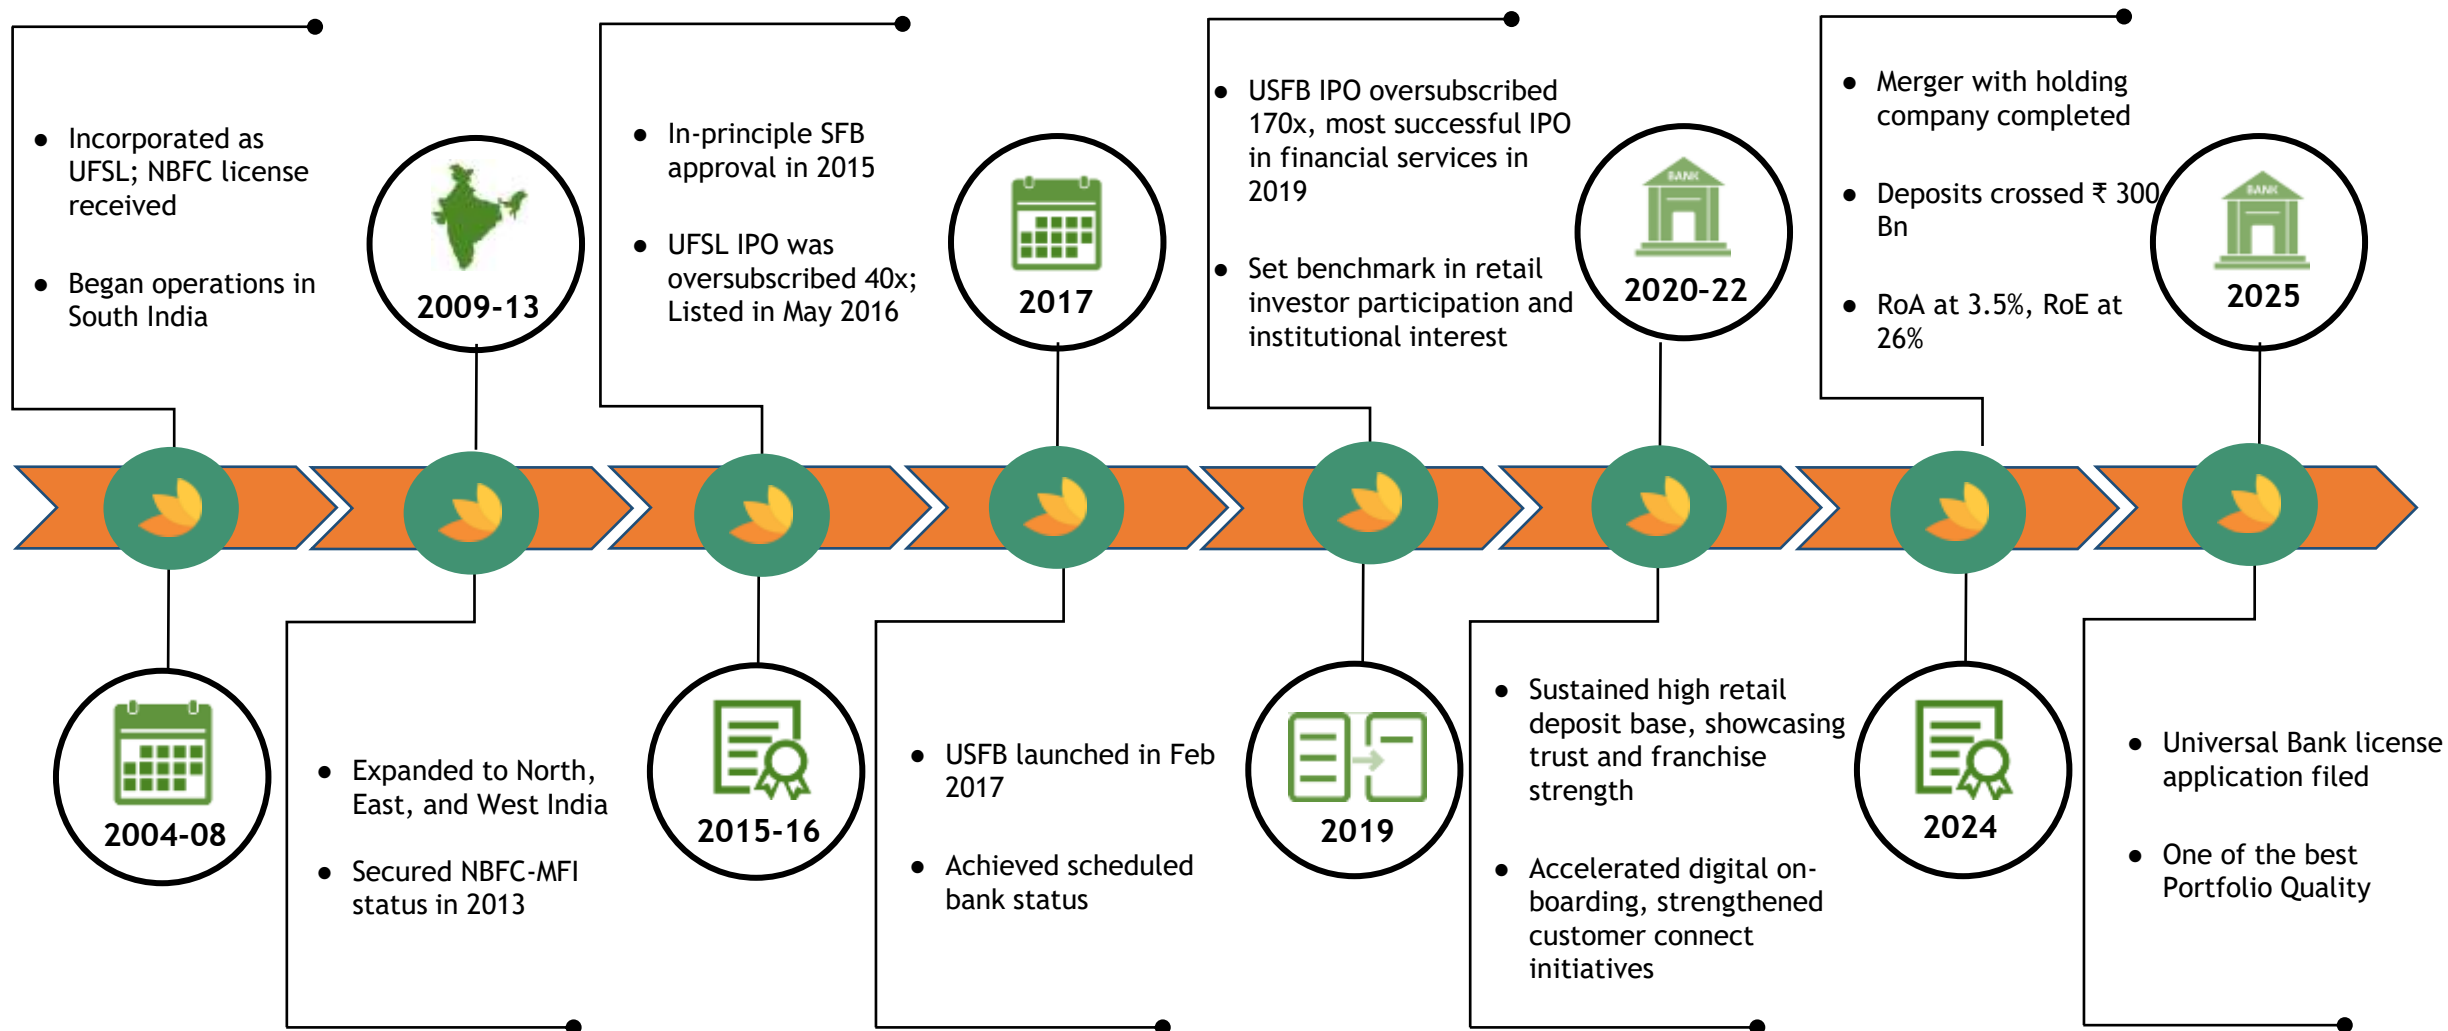 ● Incorporated as
UFSL; NBFC license
received
● Began operations in
South India
2004-08
2009-13
● Expanded to North,
East, and West India
● Secured NBFC-MFI
status in 2013
● In-principle SFB
approval in 2015
● UFSL IPO was
oversubscribed 40x;
Listed in May 2016
2015-16
2017
● USFB launched in Feb
2017
● Achieved scheduled
bank status
● USFB IPO oversubscribed
170x, most successful IPO
in financial services in
2019
● Set benchmark in retail
investor participation and
institutional interest
2019
BANK
2020-22
● Sustained high retail
deposit base, showcasing
trust and franchise
strength
● Accelerated digital on-
boarding, strengthened
customer connect
initiatives
● Merger with holding
company completed
● Deposits crossed ₹ 300
Bn
● RoA at 3.5%, RoE at
26%
2024
BANK
2025
● Universal Bank license
application filed
● One of the best
Portfolio Quality